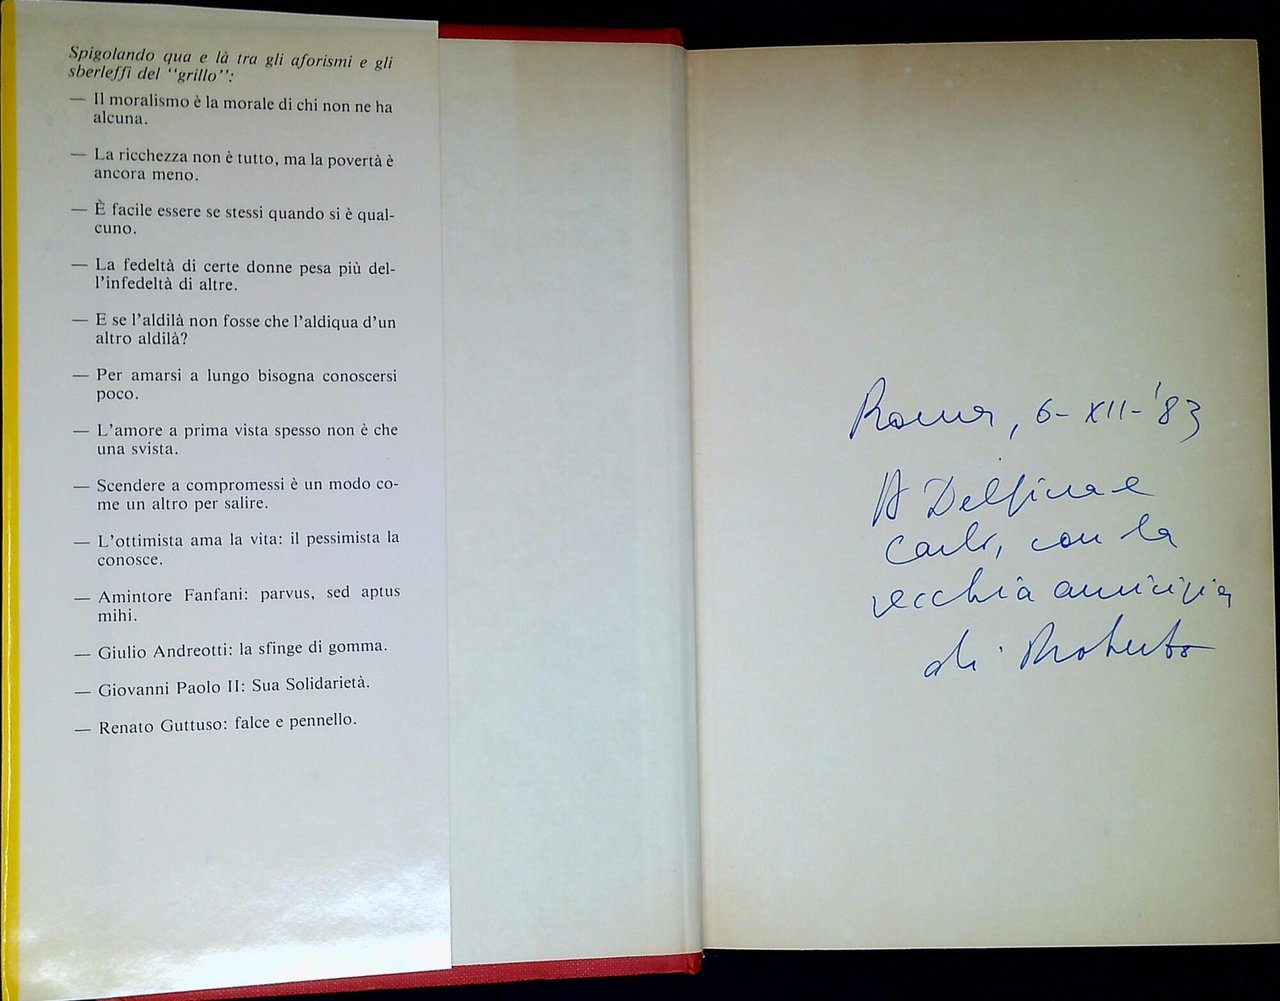 Spigolando qua e là tra gli aforismi e gli
sberleffi del "grillo":
— Il moralismo è la morale di chi non ne ha
alcuna.
— La ricchezza non è tutto, ma la povertà è
ancora meno.
— È facile essere se stessi quando si è qual-
cuno.
— La fedeltà di certe donne pesa più del-
l'infedeltà di altre.
— E se l'aldilà non fosse che l'aldiqua d'un
altro aldilà?
— Per amarsi a lungo bisogna conoscersi
poco.
— L'amore a prima vista spesso non è che
una svista.
— Scendere a compromessi è un modo co-
me un altro per salire.
— L'ottimista ama la vita: il pessimista la
conosce.
— Amintore Fanfani: parvus, sed aptus
mihi.
— Giulio Andreotti: la sfinge di gomma.
— Giovanni Paolo II: Sua Solidarietà.
— Renato Guttuso: falce e pennello.
Roma, 6-XII-'83
A Delfina e
Carlo, con la
vecchia amicizia
di Roberto